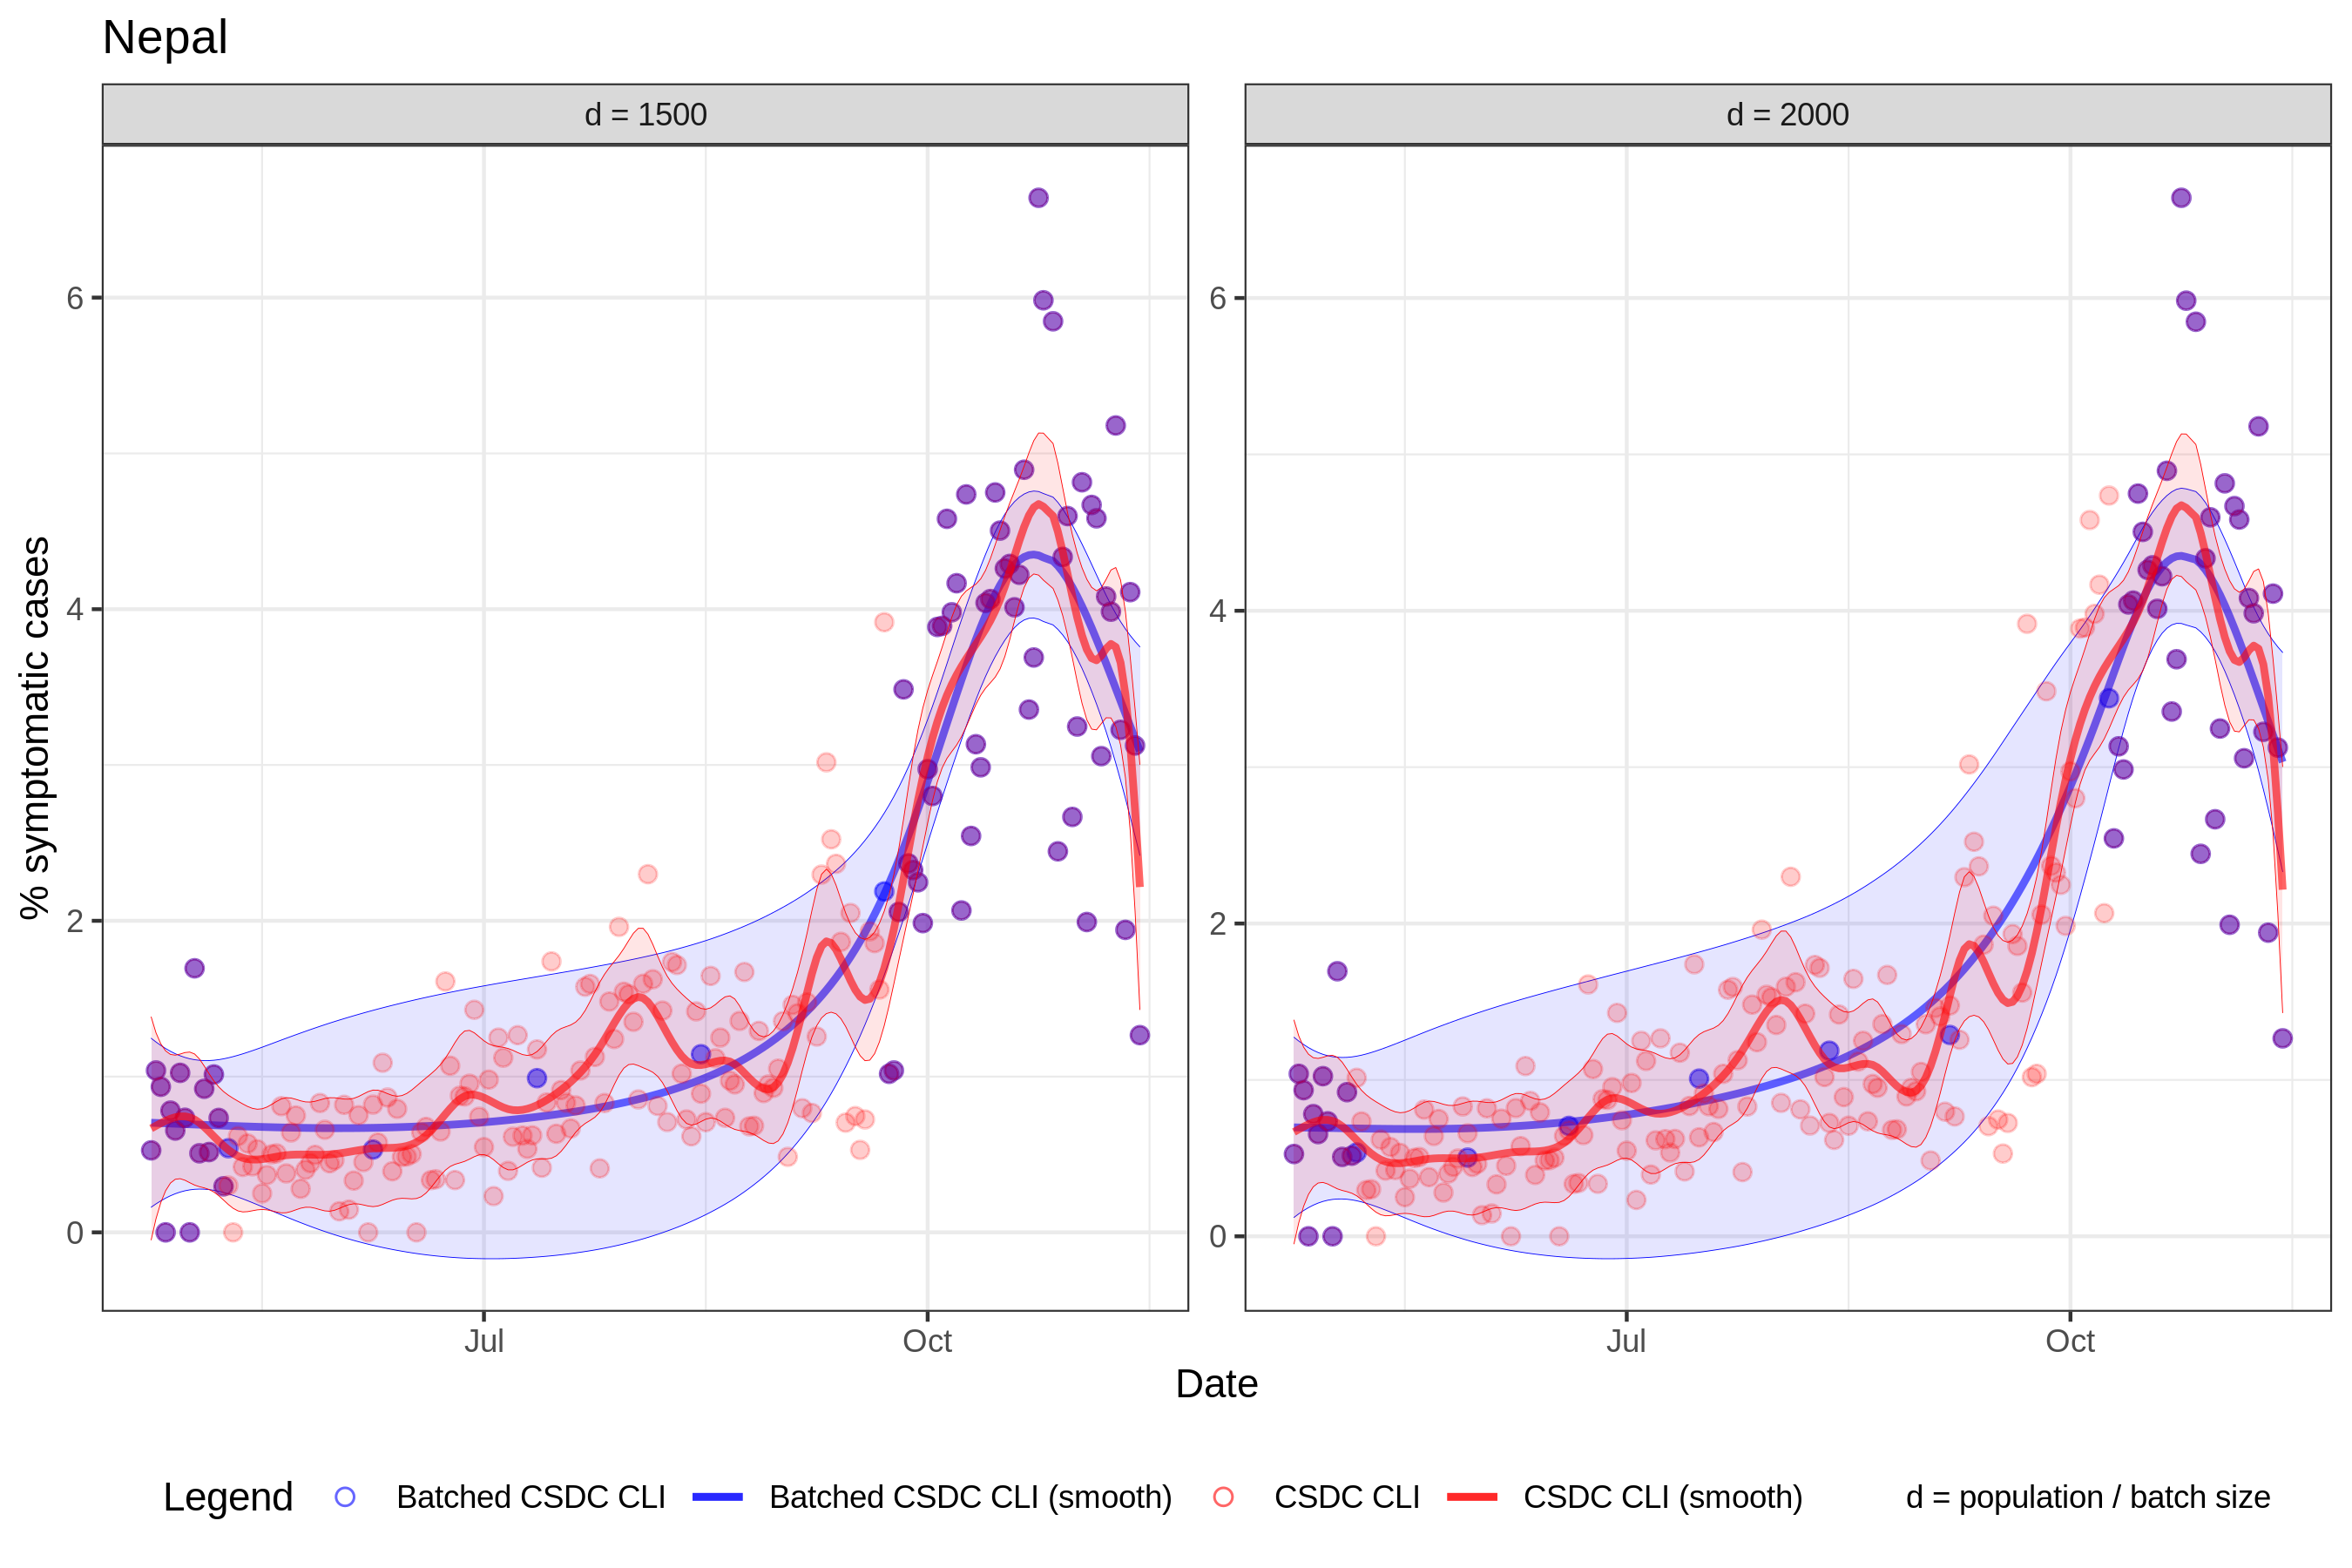 Nepal
d = 1500
d = 2000
% symptomatic cases
6
4
2
0
6
4
2
0
Jul
Oct
Jul
Oct
Date
Legend
Batched CSDC CLI
Batched CSDC CLI (smooth)
CSDC CLI
CSDC CLI (smooth)
d = population / batch size